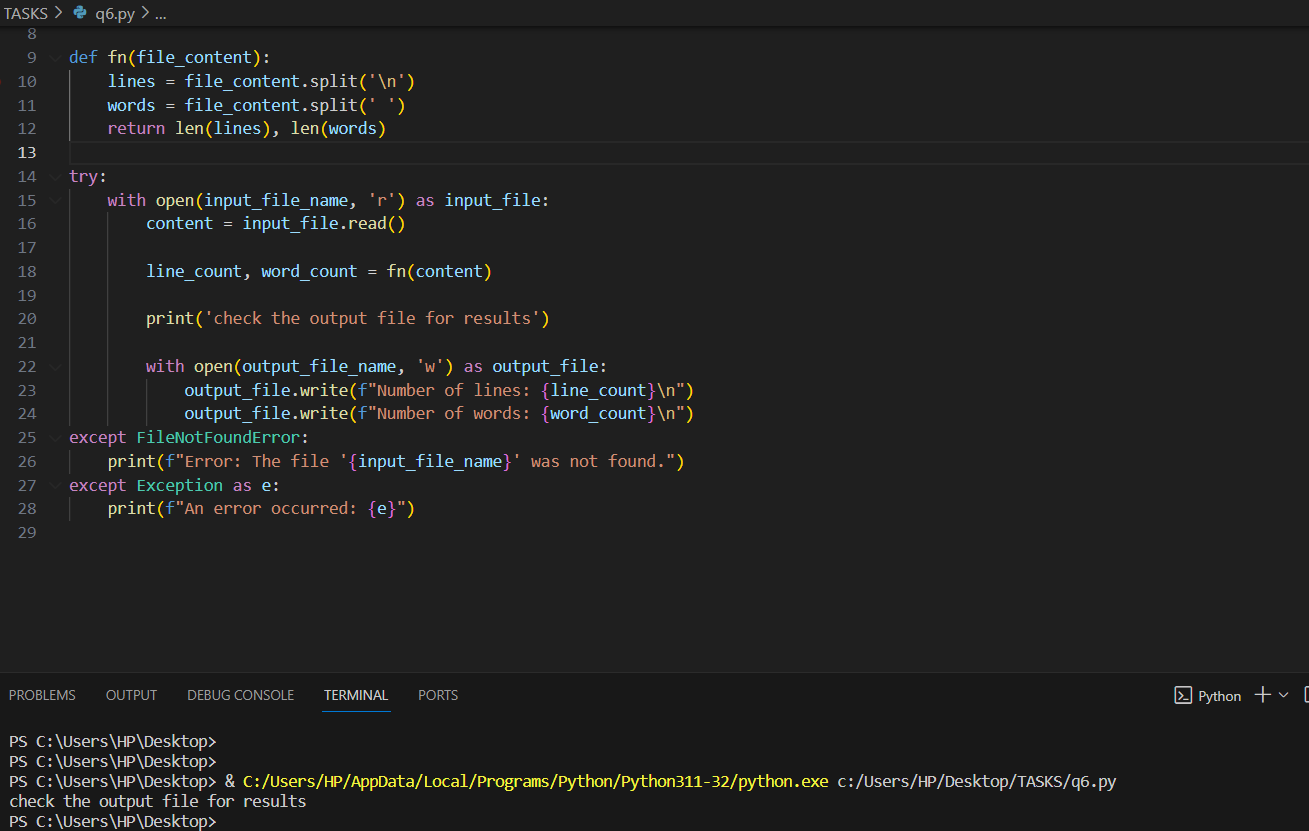 TASKS > q6.py > ...
8
9 def fn(file_content):
10     lines = file_content.split('\n')
11     words = file_content.split(' ')
12     return len(lines), len(words)
13
14 try:
15     with open(input_file_name, 'r') as input_file:
16         content = input_file.read()
17
18         line_count, word_count = fn(content)
19
20         print('check the output file for results')
21
22         with open(output_file_name, 'w') as output_file:
23             output_file.write(f"Number of lines: {line_count}\n")
24             output_file.write(f"Number of words: {word_count}\n")
25 except FileNotFoundError:
26     print(f"Error: The file '{input_file_name}' was not found.")
27 except Exception as e:
28     print(f"An error occurred: {e}")
29
PROBLEMS OUTPUT DEBUG CONSOLE TERMINAL PORTS Python
PS C:\Users\HP\Desktop>
PS C:\Users\HP\Desktop>
PS C:\Users\HP\Desktop> & C:/Users/HP/AppData/Local/Programs/Python/Python311-32/python.exe c:/Users/HP/Desktop/TASKS/q6.py
check the output file for results
PS C:\Users\HP\Desktop>